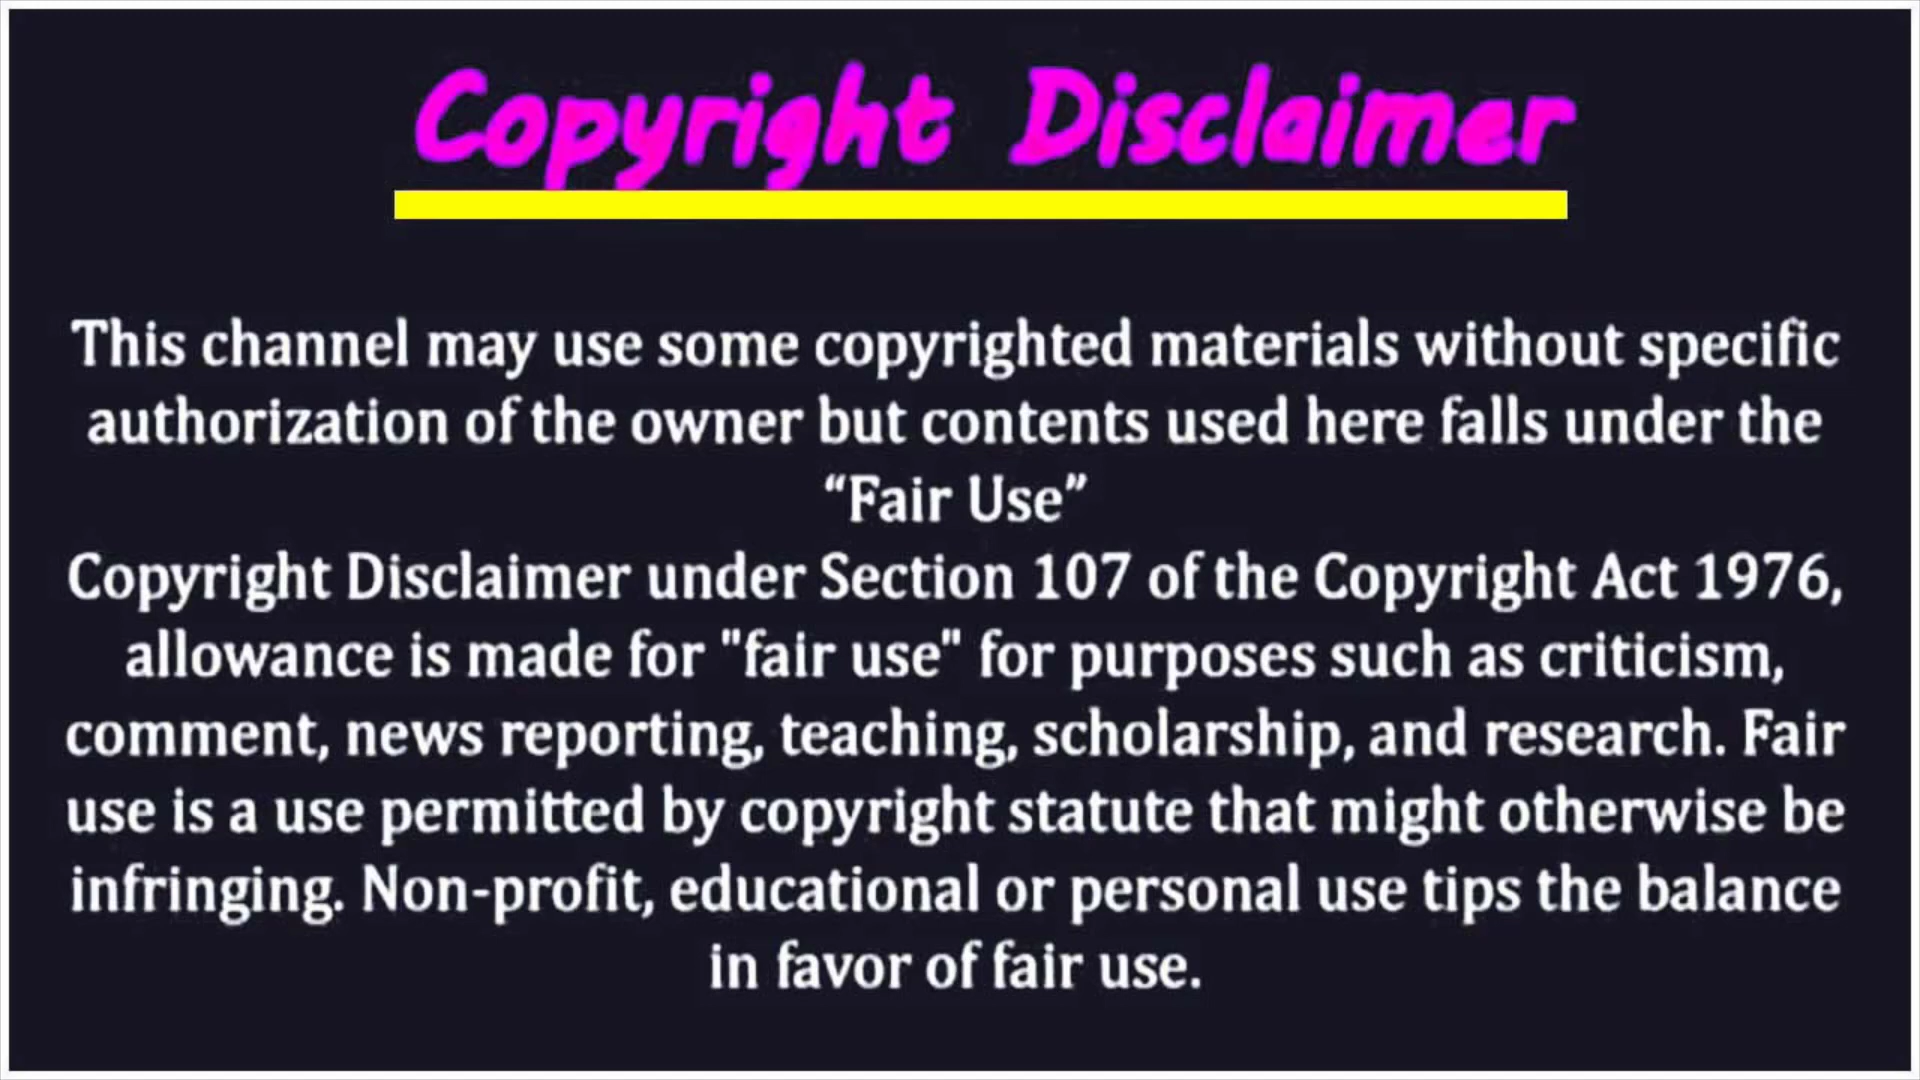 Copyright Disclaimer
This channel may use some copyrighted materials without specific
authorization of the owner but contents used here falls under the
“Fair Use”
Copyright Disclaimer under Section 107 of the Copyright Act 1976,
allowance is made for "fair use" for purposes such as criticism,
comment, news reporting, teaching, scholarship, and research. Fair
use is a use permitted by copyright statute that might otherwise be
infringing. Non-profit, educational or personal use tips the balance
in favor of fair use.